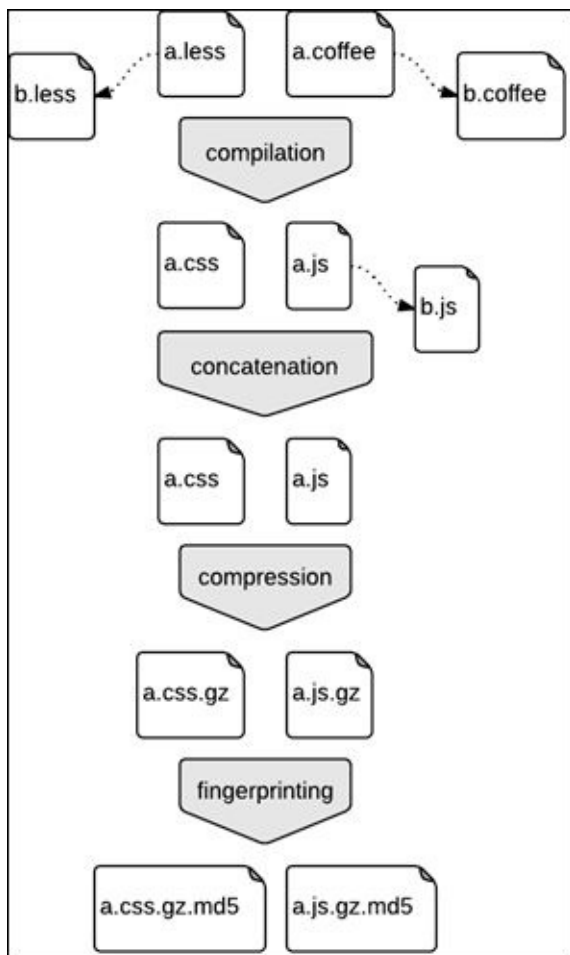 a.less
a.coffee
b.less
b.coffee
compilation
a.css
a.js
b.js
concatenation
a.css
a.js
compression
a.css.gz
a.js.gz
fingerprinting
a.css.gz.md5
a.js.gz.md5